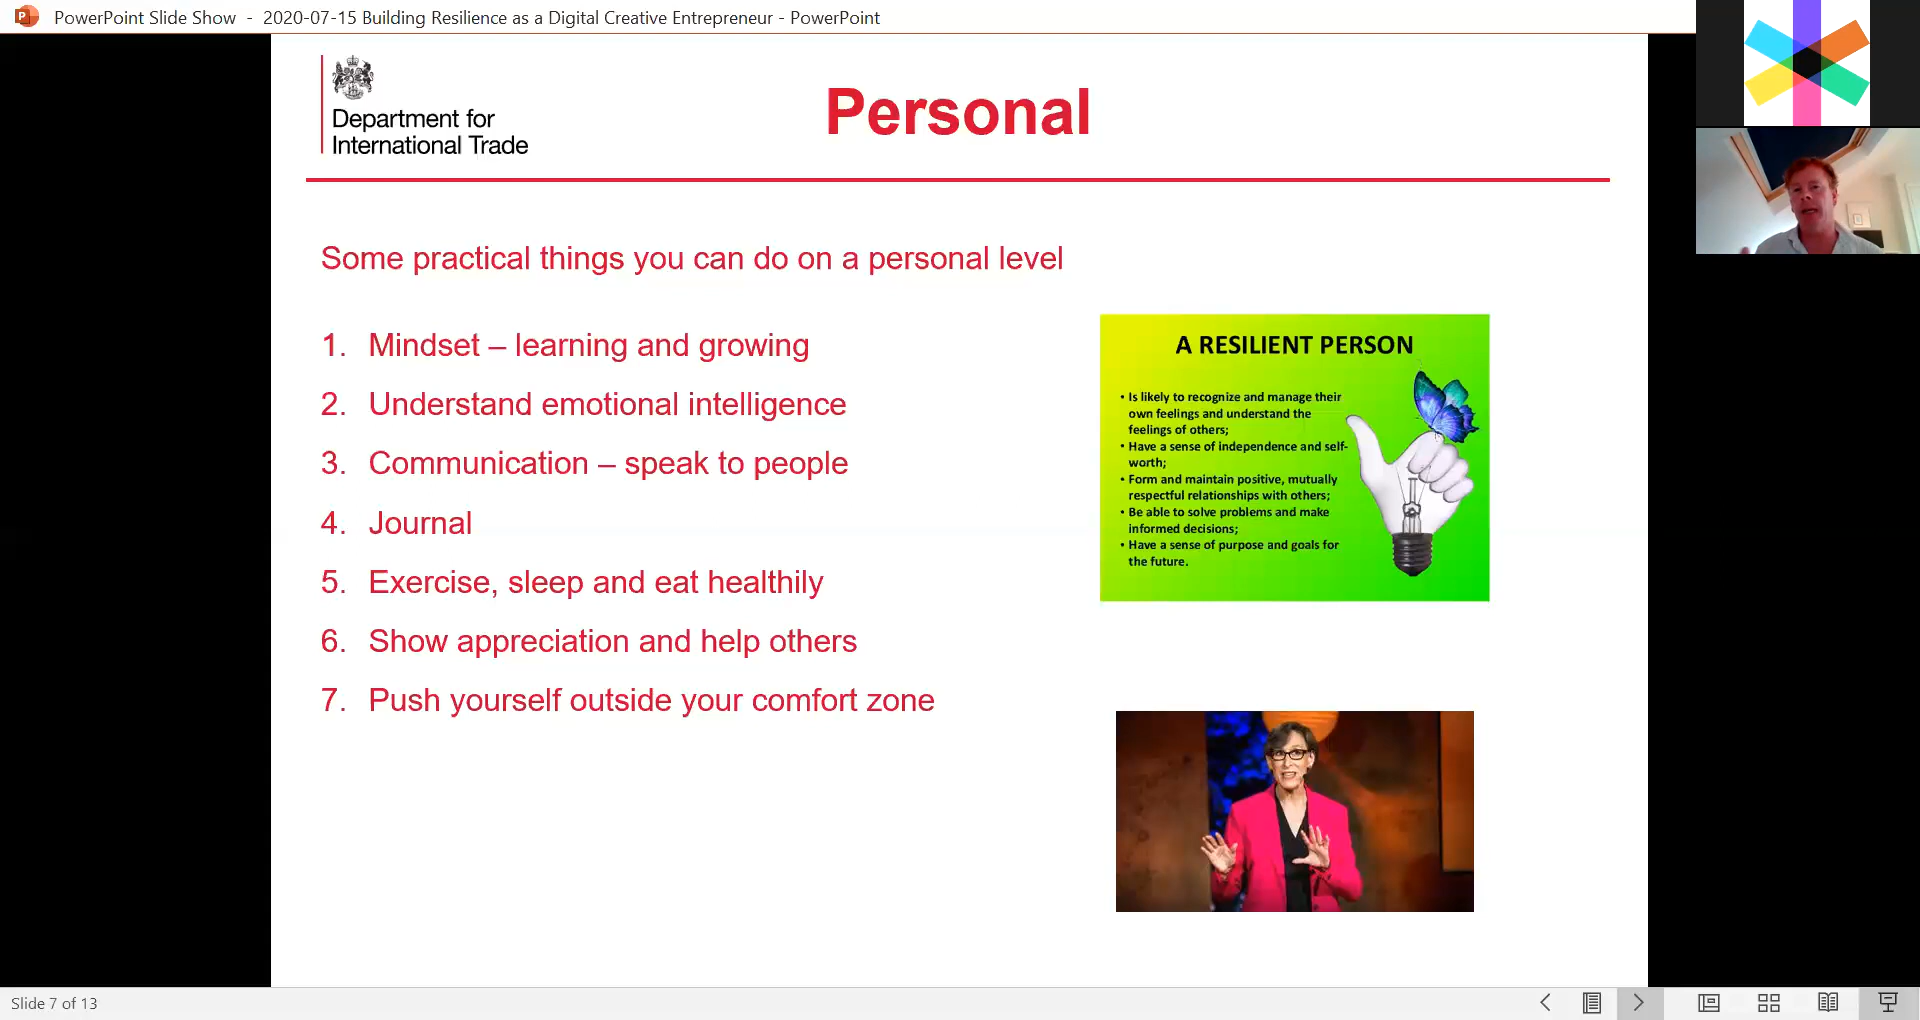 PowerPoint Slide Show - 2020-07-15 Building Resilience as a Digital Creative Entrepreneur - PowerPoint
Department for
International Trade
Personal
Some practical things you can do on a personal level
1. Mindset – learning and growing
2. Understand emotional intelligence
3. Communication – speak to people
4. Journal
5. Exercise, sleep and eat healthily
6. Show appreciation and help others
7. Push yourself outside your comfort zone
A RESILIENT PERSON
• Is likely to recognize and manage their
own feelings and understand the
feelings of others;
• Have a sense of independence and self-
worth;
• Form and maintain positive, mutually
respectful relationships with others;
• Be able to solve problems and make
informed decisions;
• Have a sense of purpose and goals for
the future.
Slide 7 of 13